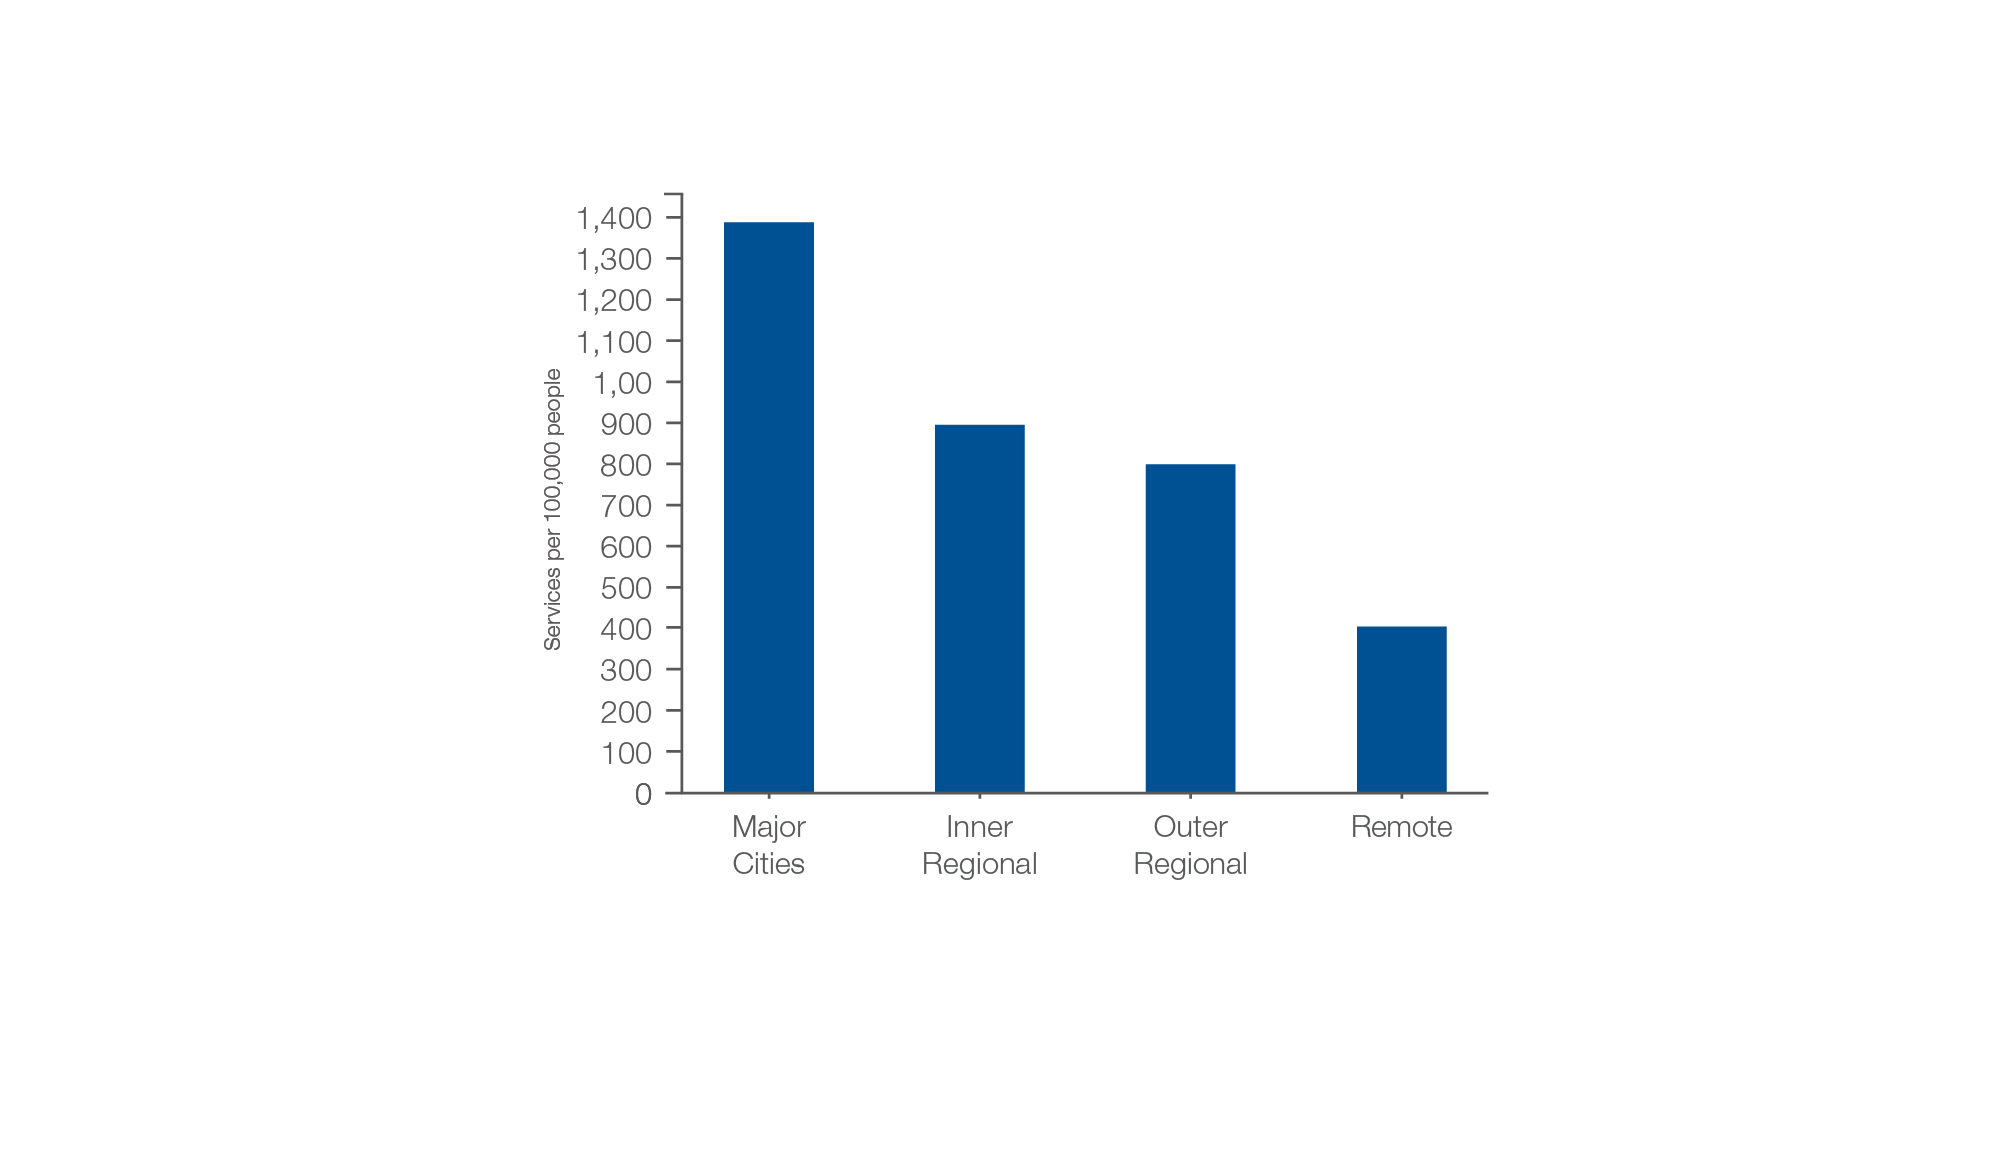 1,400
1,300
1,200
1,100
1,00
900
800
700
600
500
400
300
200
100
0
Services per 100,000 people
Major
Cities
Inner
Regional
Outer
Regional
Remote